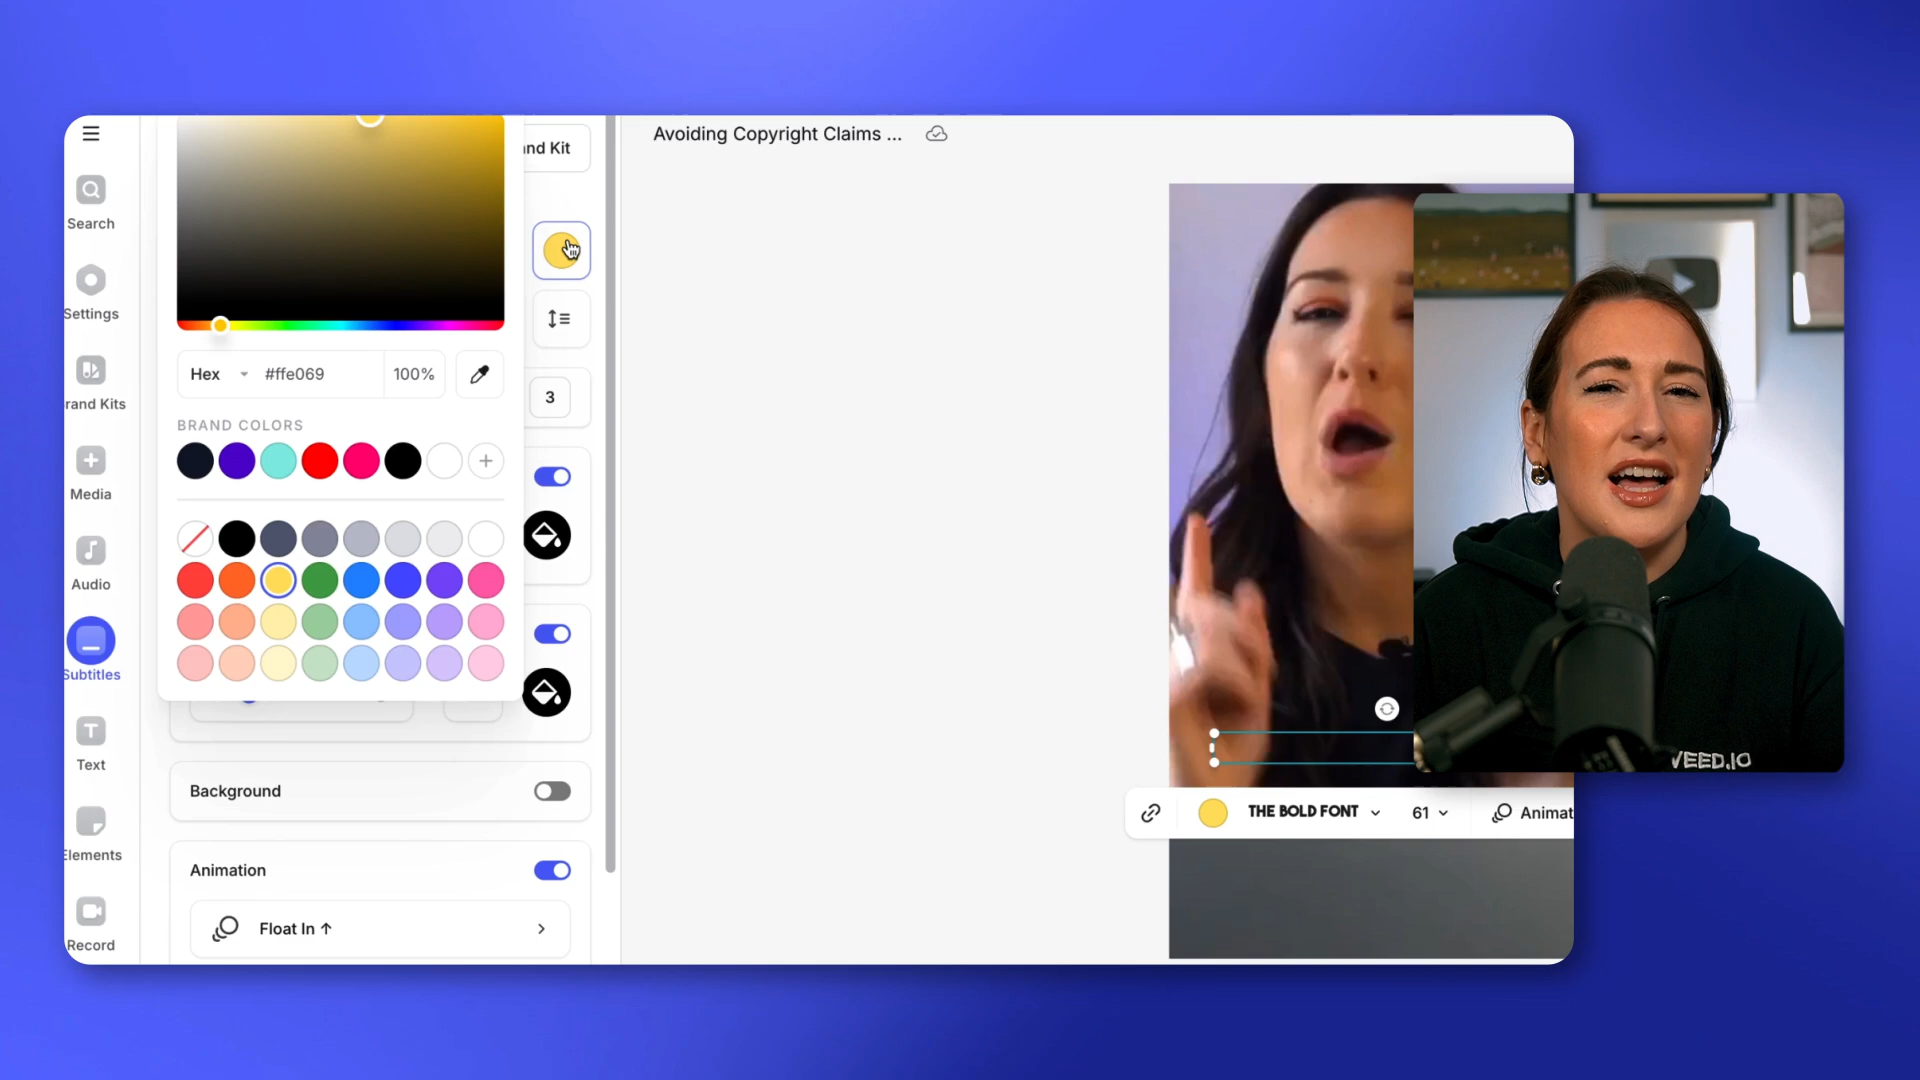 Avoiding Copyright Claims ...
nd Kit
Search
Settings
rand Kits
Media
Audio
Subtitles
Text
Elements
Record
Hex
#ffe069
100%
3
BRAND COLORS
Background
Animation
Float In ↑
THE BOLD FONT
61
Animat
VEED.IO